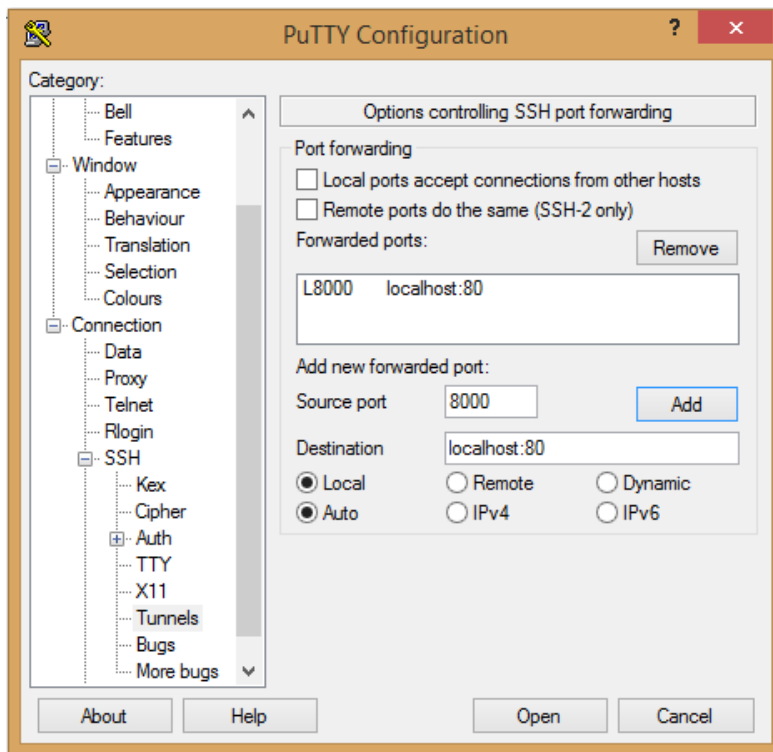 PuTTY Configuration
?
Category:
Bell
Features
Window
Appearance
Behaviour
Translation
Selection
Colours
Connection
Data
Proxy
Telnet
Rlogin
SSH
Kex
Cipher
Auth
TTY
X11
Tunnels
Bugs
More bugs
Options controlling SSH port forwarding
Port forwarding
Local ports accept connections from other hosts
Remote ports do the same (SSH-2 only)
Forwarded ports:
Remove
L8000 localhost:80
Add new forwarded port:
Source port 8000 Add
Destination localhost:80
Local Remote Dynamic
Auto IPv4 IPv6
About Help Open Cancel